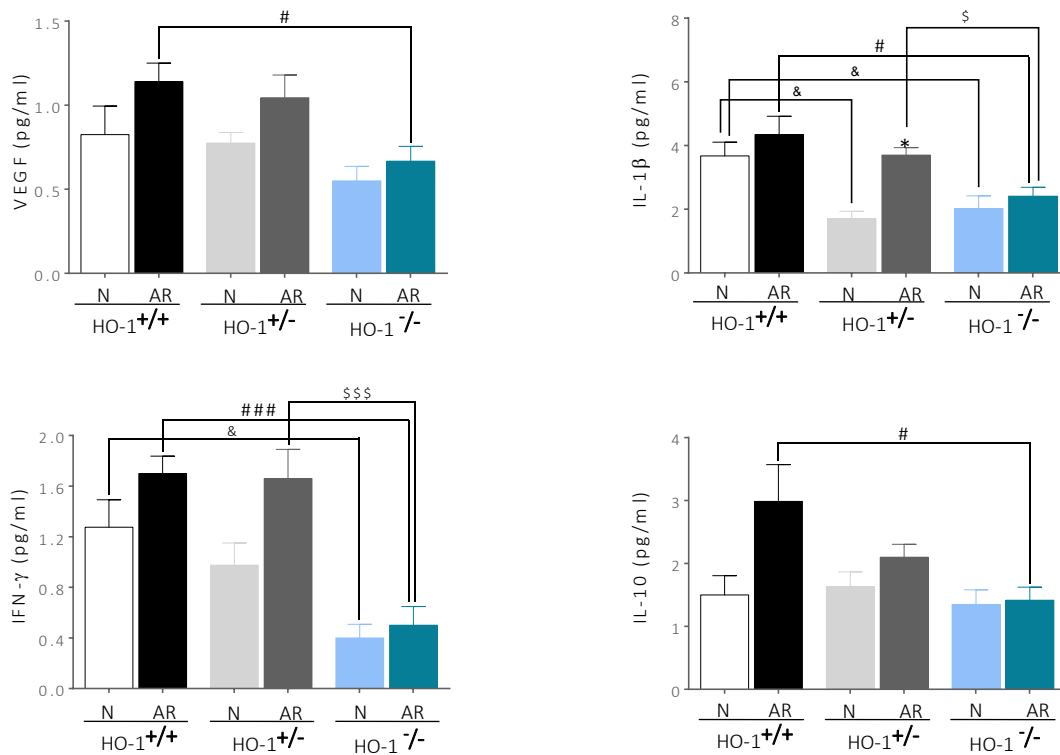 #
1.5
1.0
0.5
0.0
VEGF (pg/ml)
N AR N AR N AR
HO-1+/+ HO-1+/- HO-1-/-
$
#
&
&
*
8
6
4
2
0
IL-1β (pg/ml)
N AR N AR N AR
HO-1+/+ HO-1+/- HO-1 -/-
$$$
###
&
2.0
1.6
1.2
0.8
0.4
0.0
IFN-γ (pg/ml)
N AR N AR N AR
HO-1+/+ HO-1+/- HO-1 -/-
#
4
3
2
1
0
IL-10 (pg/ml)
N AR N AR N AR
HO-1+/+ HO-1+/- HO-1 -/-